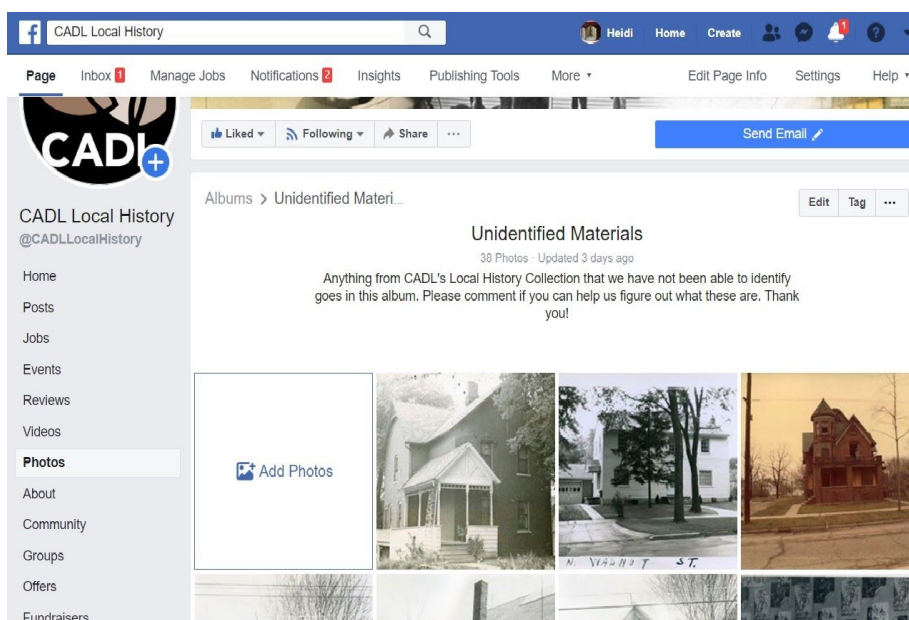 CADL Local History
Heidi Home Create
1
Page Inbox 1 Manage Jobs Notifications 2 Insights Publishing Tools More Edit Page Info Settings Help
CADL
Liked Following Share ...
Send Email
CADL Local History
@CADLLocalHistory
Home
Posts
Jobs
Events
Reviews
Videos
Photos
About
Community
Groups
Offers
Fundraisers
Albums > Unidentified Materi...
Edit Tag ...
Unidentified Materials
38 Photos · Updated 3 days ago
Anything from CADL's Local History Collection that we have not been able to identify
goes in this album. Please comment if you can help us figure out what these are. Thank
you!
Add Photos
N. WALNUT ST.